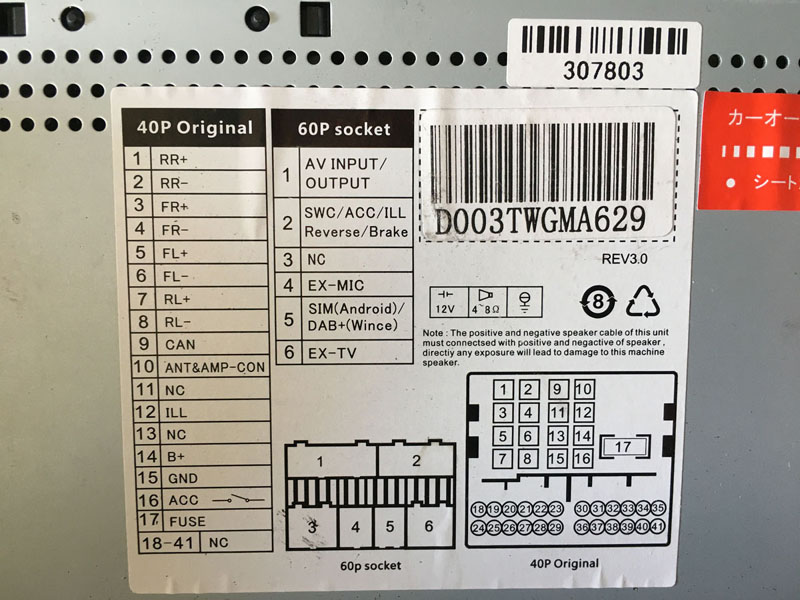 307803
カーオー
シート
40P Original
1 RR+
2 RR-
3 FR+
4 FR-
5 FL+
6 FL-
7 RL+
8 RL-
9 CAN
10 ANT&AMP-CON
11 NC
12 ILL
13 NC
14 B+
15 GND
16 ACC
17 FUSE
18-41 NC
60P socket
1 AV INPUT/
OUTPUT
2 SWC/ACC/ILL
Reverse/Brake
3 NC
4 EX-MIC
5 SIM(Android)/
DAB+(Wince)
6 EX-TV
D003TWGMA629
REV3.0
12V 4~8Ω
8
Note : The positive and negative speaker cable of this unit
must connectsed with positive and negactive of speaker ,
directiy any exposure will lead to damage to this machine
speaker.
1 2
3 4 5 6
60p socket
1 2 9 10
3 4 11 12
5 6 13 14
7 8 15 16
17
18 19 20 21 22 23 30 31 32 33 34 35
24 25 26 27 28 29 36 37 38 39 40 41
40P Original